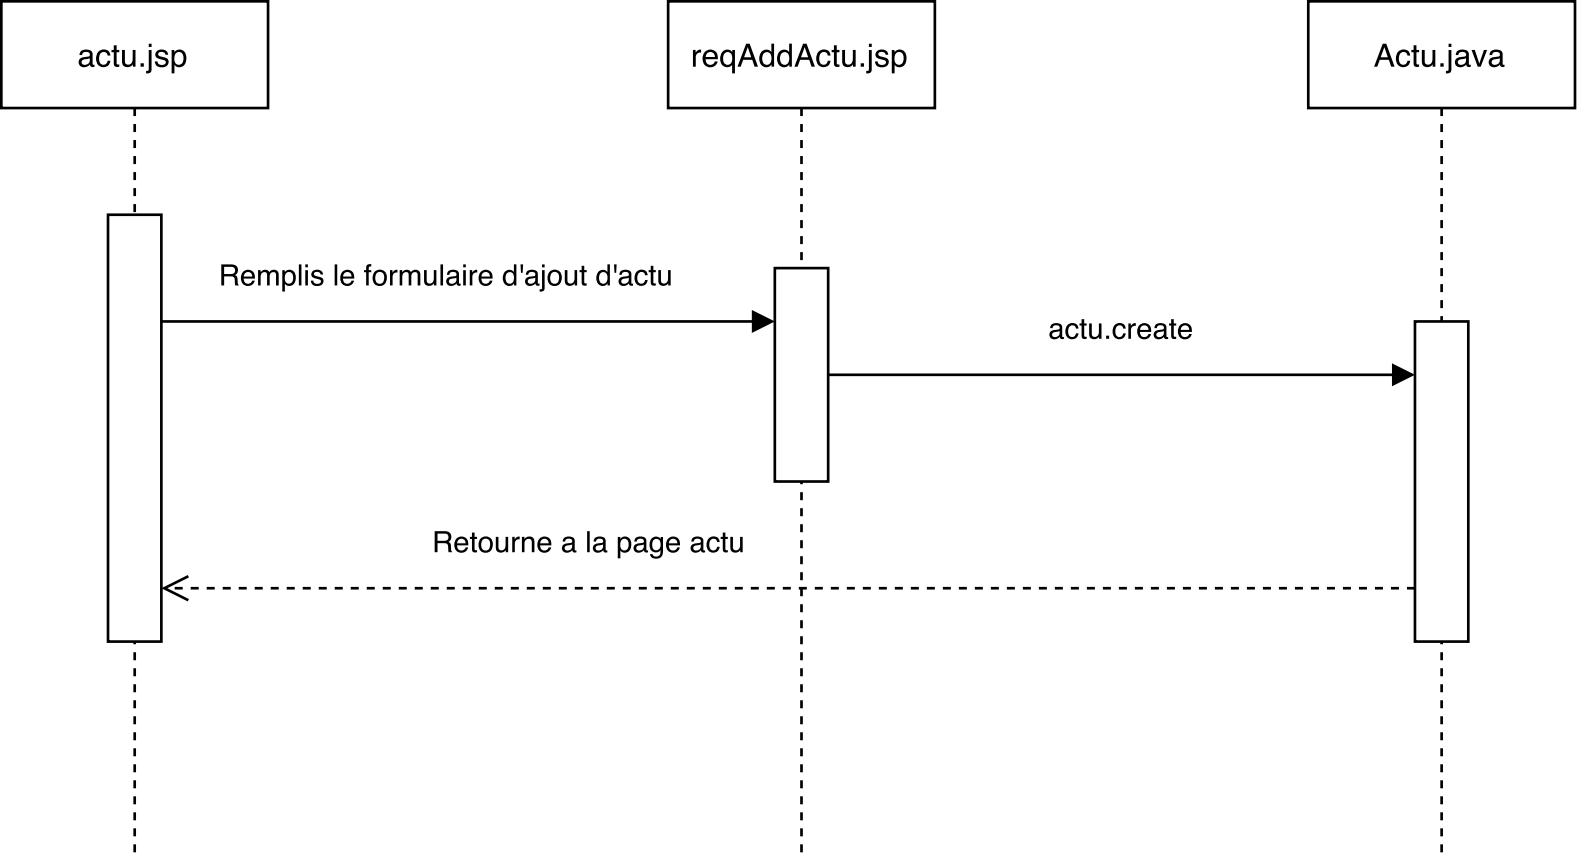 actu.jsp
reqAddActu.jsp
Actu.java
Remplis le formulaire d'ajout d'actu
actu.create
Retourne a la page actu